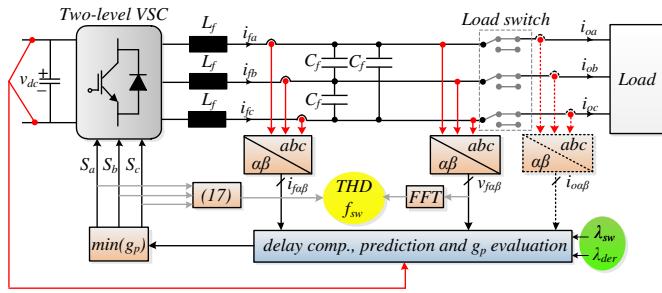 Two-level VSC
L_f
i_fa
Load switch
i_oa
v_dc
+
−
C_f
C_f
L_f
i_fb
i_ob
Load
C_f
L_f
i_fc
i_oc
S_a
S_b
S_c
abc
αβ
abc
αβ
abc
αβ
(17)
i_fαβ
THD
f_sw
FFT
v_fαβ
i_oαβ
min(g_p)
delay comp., prediction and g_p evaluation
λ_sw
λ_der